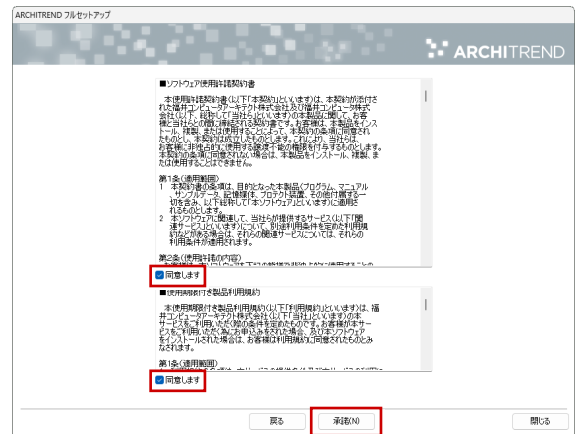 ARCHITREND フルセットアップ
ARCHITREND
■ソフトウェア使用許諾契約書
本使用許諾契約書(以下「本契約」といいます)は、本契約が添付さ
れた福井コンピュータアーキテクト株式会社及び福井コンピュータ株式
会社(以下、総称して「当社ら」といいます)の本製品に関して、お客
様と当社らとの間に締結される契約書です。お客様は、本製品をインス
トール、複製、または使用することによって、本契約の条項に同意され
たものとし、本契約は成立したものとします。これにより、当社らは、
お客様に非独占的に使用する譲渡不能の権限を付与するものとします。
本契約の条項に同意されない場合は、本製品をインストール、複製、ま
たは使用することはできません。
第1条(適用範囲)
1 本契約書の条項は、目的となった本製品(プログラム、マニュアル
、サンプルデータ、記憶媒体、プロテクト装置、その他付属する一
切を含み、以下総称して「本ソフトウェア」といいます)に適用さ
れるものとします。
2 本ソフトウェアに関連して、当社らが提供するサービス(以下「関
連サービス」といいます)について、別途利用条件を定めた利用規
約などがある場合は、それらの関連サービスについては、それらの
利用条件が適用されます。
第2条(使用許諾の内容)
同意します
■使用期限付き製品利用規約
本使用期限付き製品利用規約(以下「利用規約」といいます)は、福
井コンピュータアーキテクト株式会社(以下「当社」といいます)の本
サービスをご利用いただく際の条件を定めたものです。お客様が本サー
ビスをご利用いただく為にお申込みをされた場合、及び本ソフトウェア
をインストールされた場合は、お客様は利用規約に同意されたものとみ
なされます。
第1条(適用範囲)
同意します
戻る
承諾(N)
閉じる